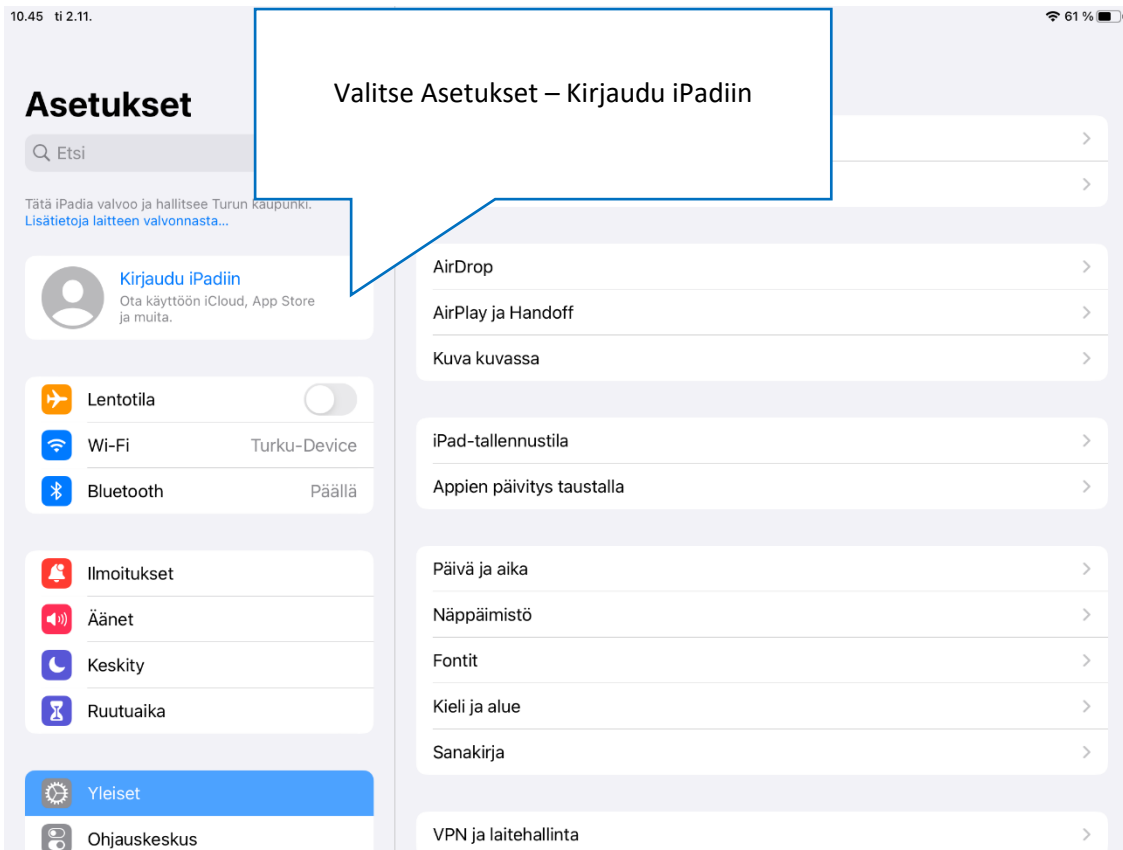 10.45 ti 2.11.
61 %
Valitse Asetukset – Kirjaudu iPadiin
Asetukset
Etsi
Tätä iPadia valvoo ja hallitsee Turun kaupunki.
Lisätietoja laitteen valvonnasta...
Kirjaudu iPadiin
Ota käyttöön iCloud, App Store
ja muita.
Lentotila
Wi-Fi Turku-Device
Bluetooth Päällä
Ilmoitukset
Äänet
Keskity
Ruutuaika
Yleiset
Ohjauskeskus
AirDrop
AirPlay ja Handoff
Kuva kuvassa
iPad-tallennustila
Appien päivitys taustalla
Päivä ja aika
Näppäimistö
Fontit
Kieli ja alue
Sanakirja
VPN ja laitehallinta